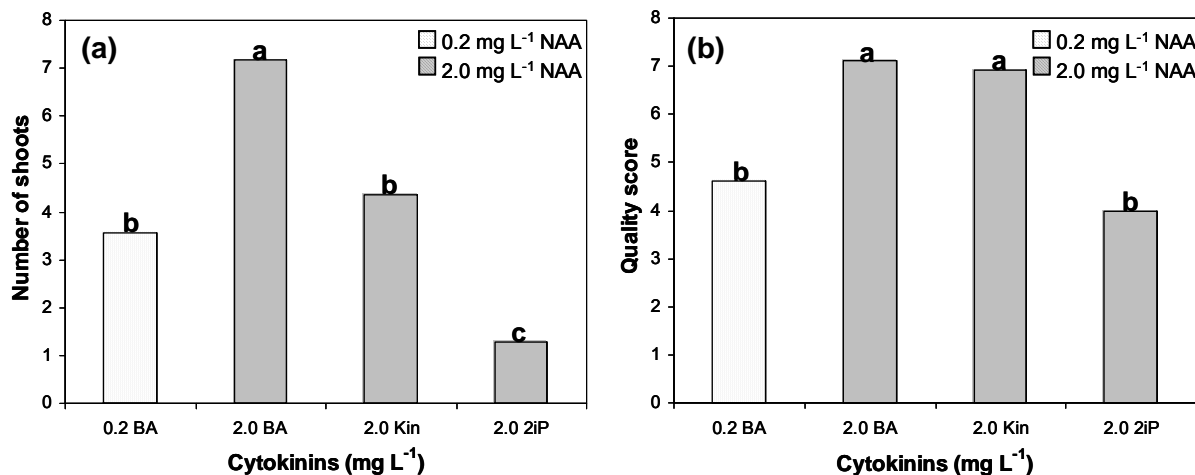 (a)
0.2 mg L⁻¹ NAA
2.0 mg L⁻¹ NAA
Number of shoots
8
7
6
5
4
3
2
1
0
b
a
b
c
0.2 BA 2.0 BA 2.0 Kin 2.0 2iP
Cytokinins (mg L⁻¹)
(b)
0.2 mg L⁻¹ NAA
2.0 mg L⁻¹ NAA
Quality score
8
7
6
5
4
3
2
1
0
b
a
a
b
0.2 BA 2.0 BA 2.0 Kin 2.0 2iP
Cytokinins (mg L⁻¹)